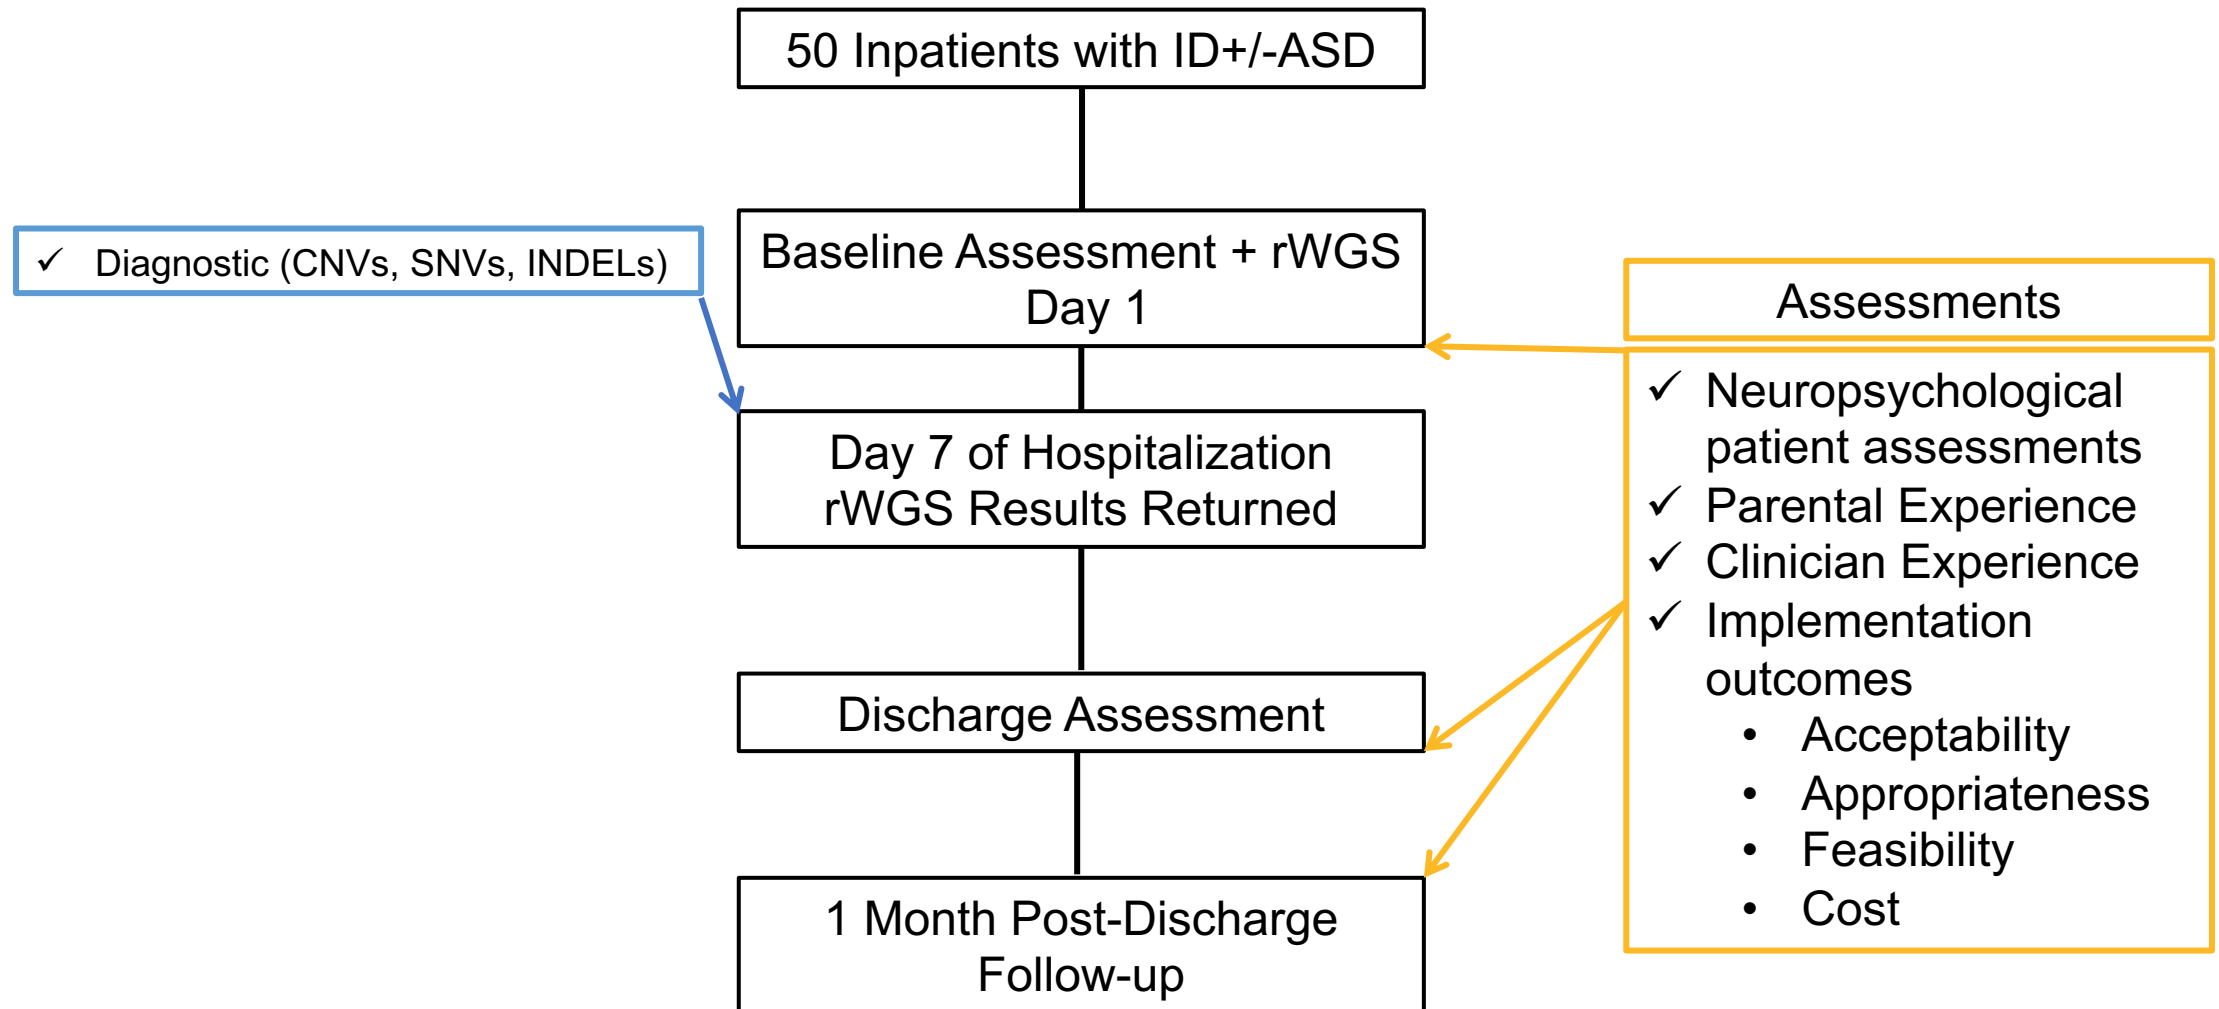 50 Inpatients with ID+/-ASD
✓ Diagnostic (CNVs, SNVs, INDELs)
Baseline Assessment + rWGS
Day 1
Day 7 of Hospitalization
rWGS Results Returned
Discharge Assessment
1 Month Post-Discharge
Follow-up
Assessments
✓ Neuropsychological
patient assessments
✓ Parental Experience
✓ Clinician Experience
✓ Implementation
outcomes
• Acceptability
• Appropriateness
• Feasibility
• Cost